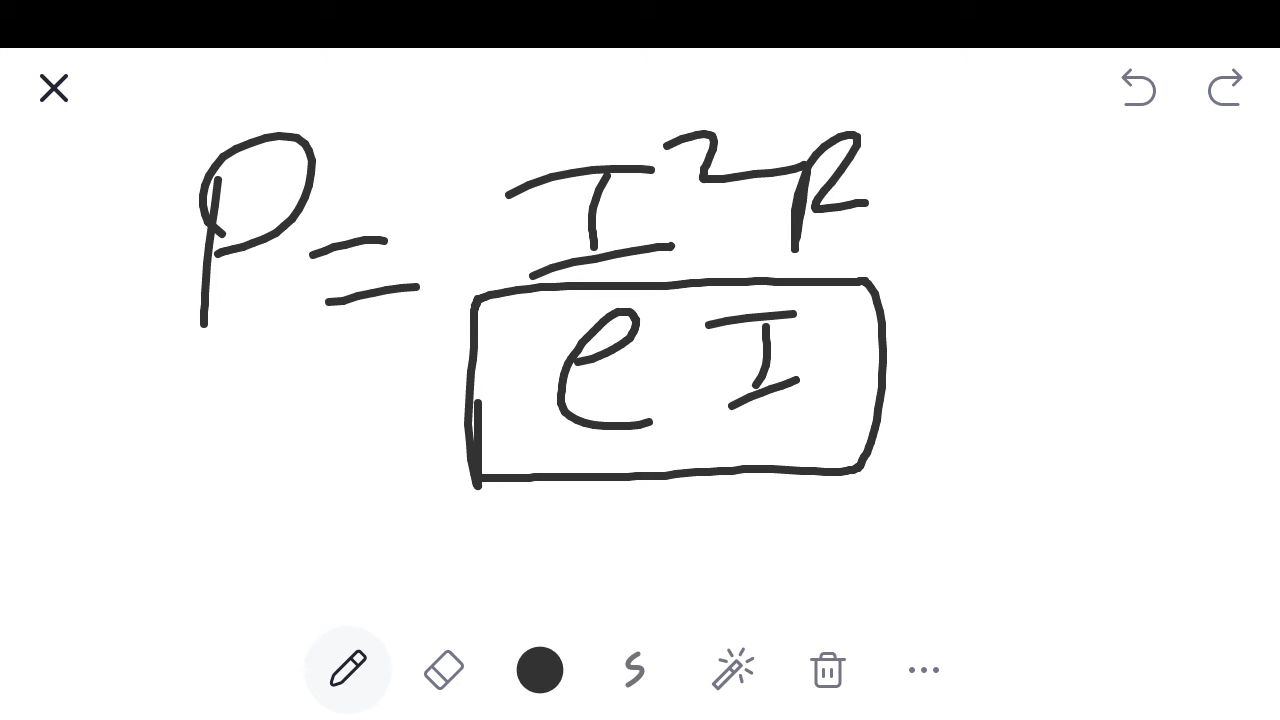 P = I²R
eI